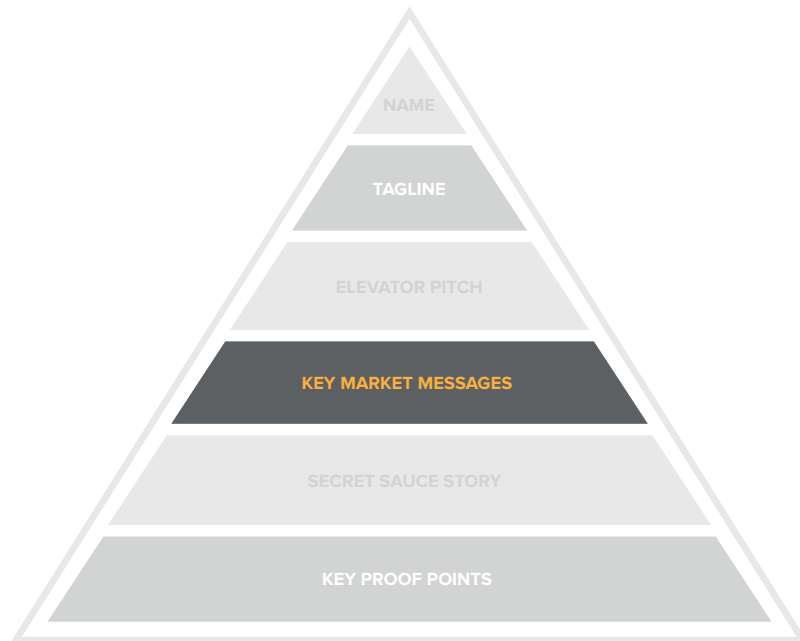 NAME
TAGLINE
ELEVATOR PITCH
KEY MARKET MESSAGES
SECRET SAUCE STORY
KEY PROOF POINTS